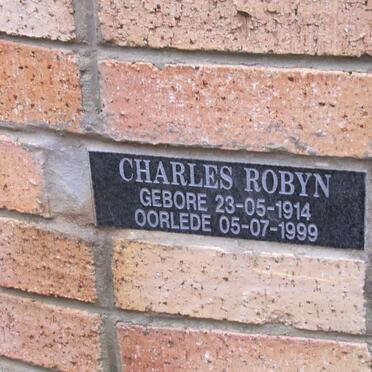 CHARLES ROBYN
GEBORE 23-05-1914
OORLEDE 05-07-1999